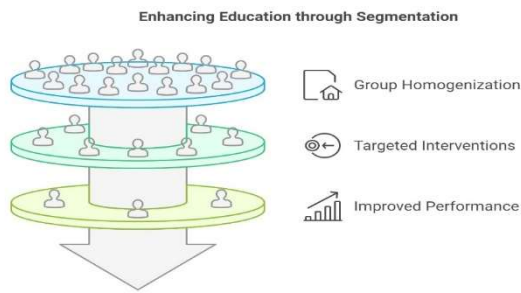 Enhancing Education through Segmentation
Group Homogenization
Targeted Interventions
Improved Performance